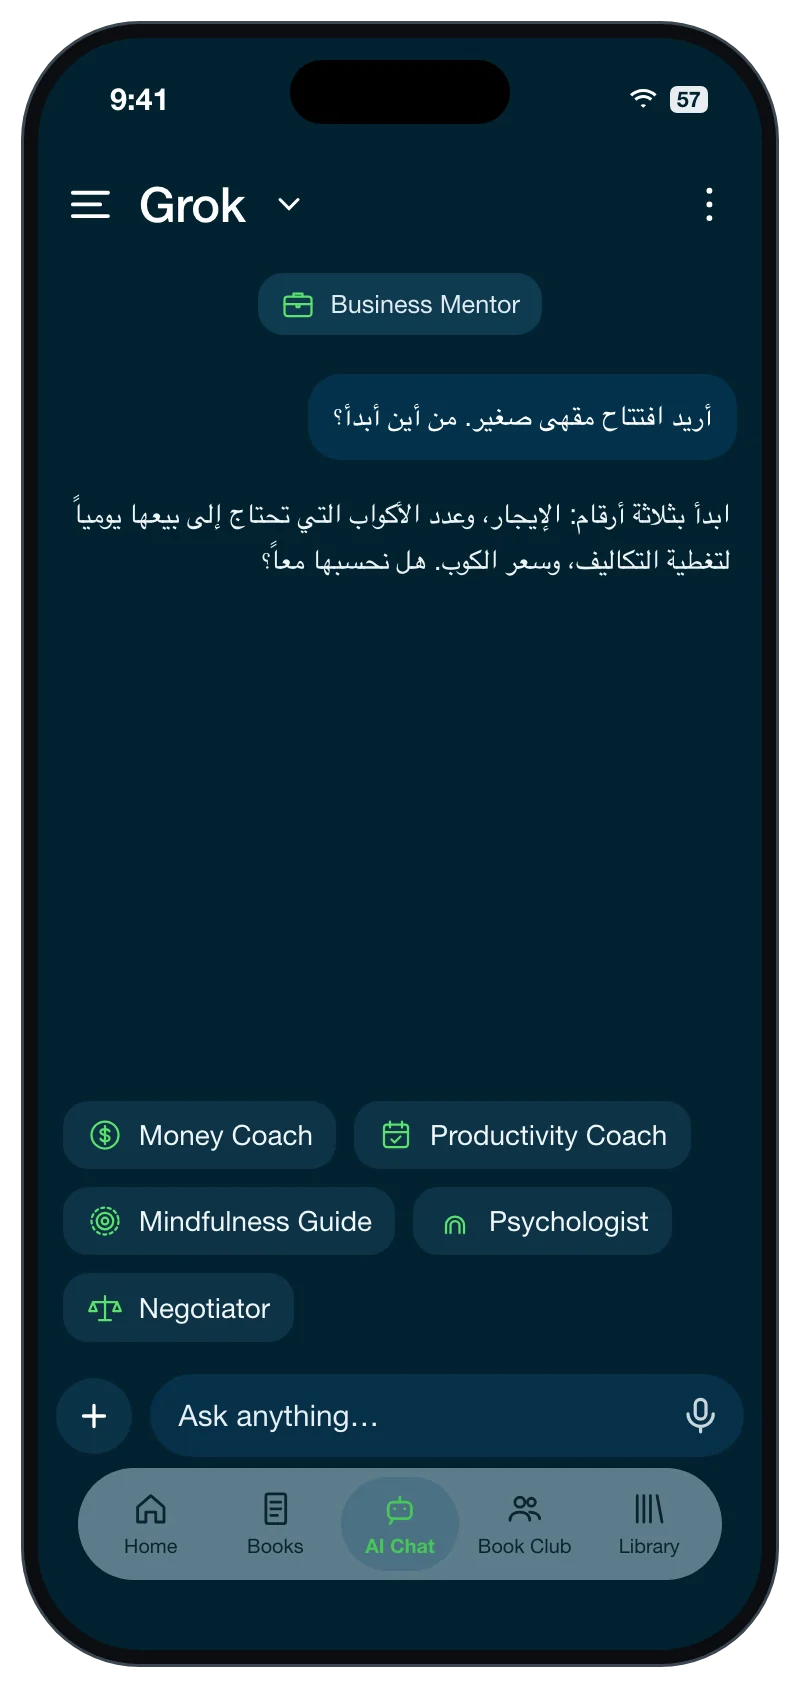 9:41
57
Grok
Business Mentor
أريد افتتاح مقهى صغير. من أين أبدأ؟
ابدأ بثلاثة أرقام: الإيجار، وعدد الأكواب التي تحتاج إلى بيعها يومياً
لتغطية التكاليف، وسعر الكوب. هل نحسبها معاً؟
Money Coach
Productivity Coach
Mindfulness Guide
Psychologist
Negotiator
Ask anything...
Home
Books
AI Chat
Book Club
Library